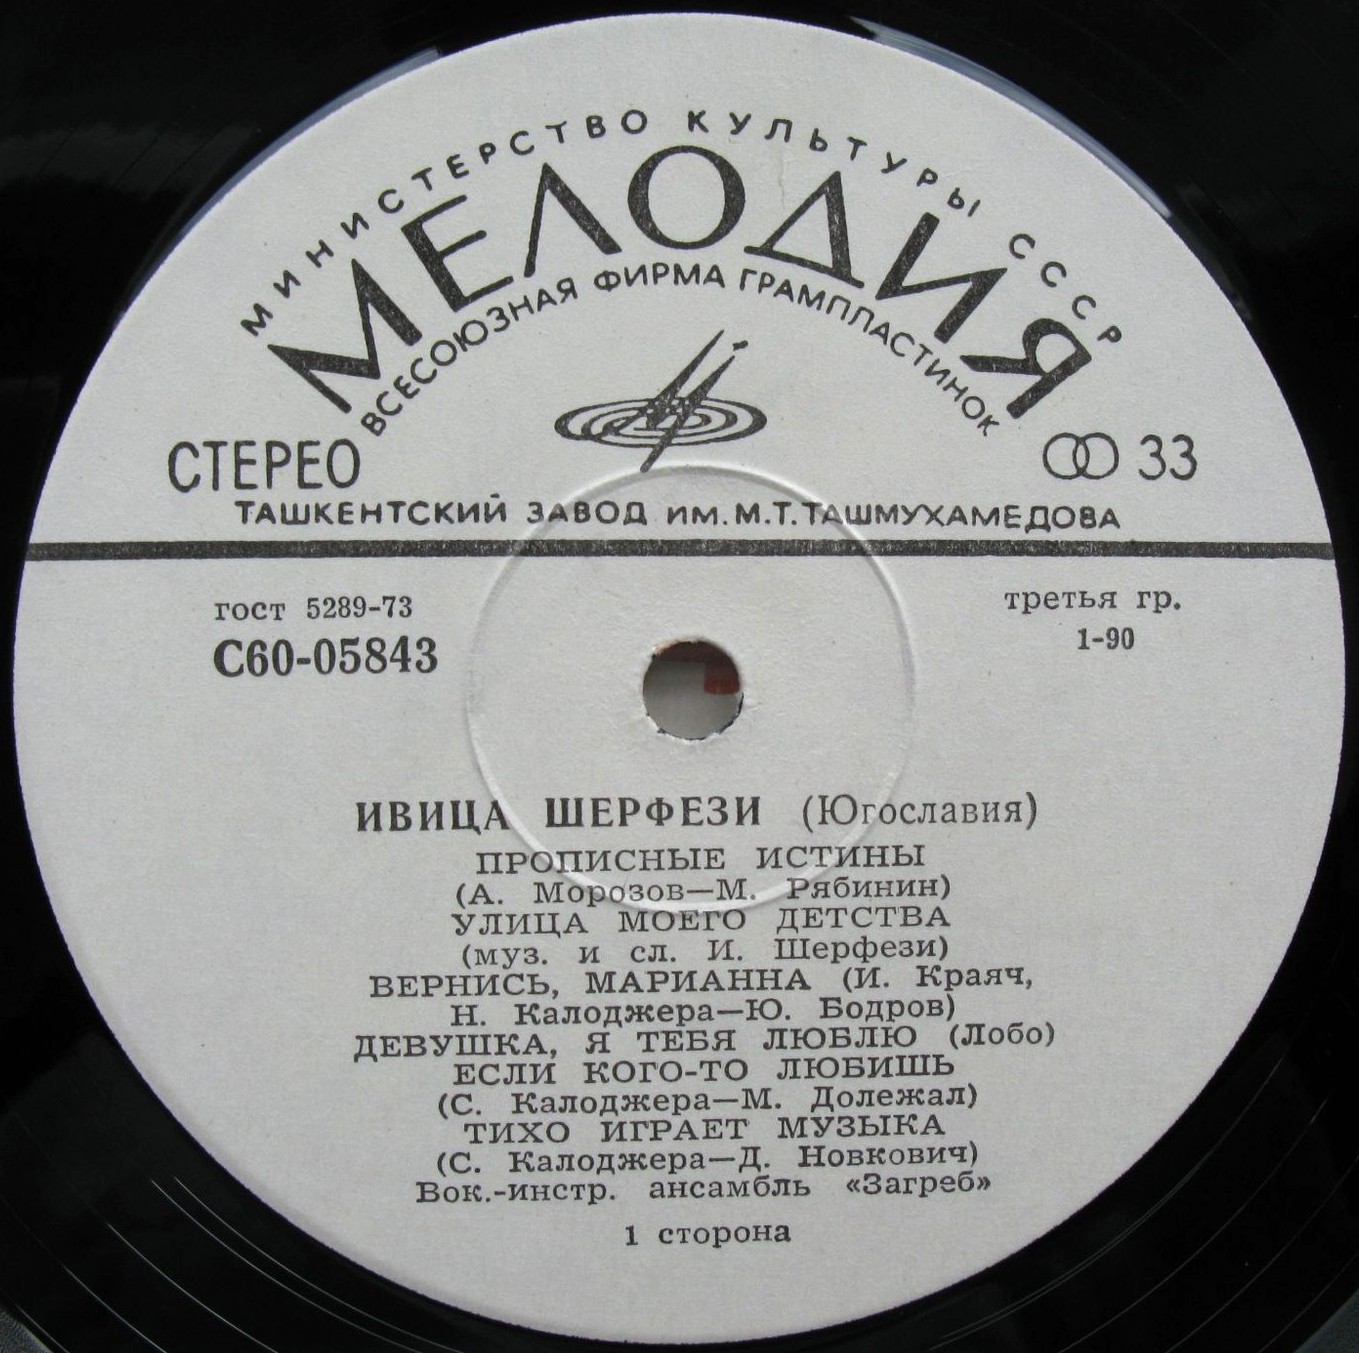 МИНИСТЕРСТВО КУЛЬТУРЫ СССР
МЕЛОДИЯ
ВСЕСОЮЗНАЯ ФИРМА ГРАМПЛАСТИНОК
СТЕРЕО
33
ТАШКЕНТСКИЙ ЗАВОД ИМ. М.Т. ТАШМУХАМЕДОВА
гост 5289-73
третья гр.
С60-05843
1-90
ИВИЦА ШЕРФЕЗИ (Югославия)
ПРОПИСНЫЕ ИСТИНЫ
(А. Морозов—М. Рябинин)
УЛИЦА МОЕГО ДЕТСТВА
(муз. и сл. И. Шерфези)
ВЕРНИСЬ, МАРИАННА (И. Краяч,
Н. Калоджера—Ю. Бодров)
ДЕВУШКА, Я ТЕБЯ ЛЮБЛЮ (Лобо)
ЕСЛИ КОГО-ТО ЛЮБИШЬ
(С. Калоджера—М. Долежал)
ТИХО ИГРАЕТ МУЗЫКА
(С. Калоджера—Д. Новкович)
Вок.-инстр. ансамбль «Загреб»
1 сторона